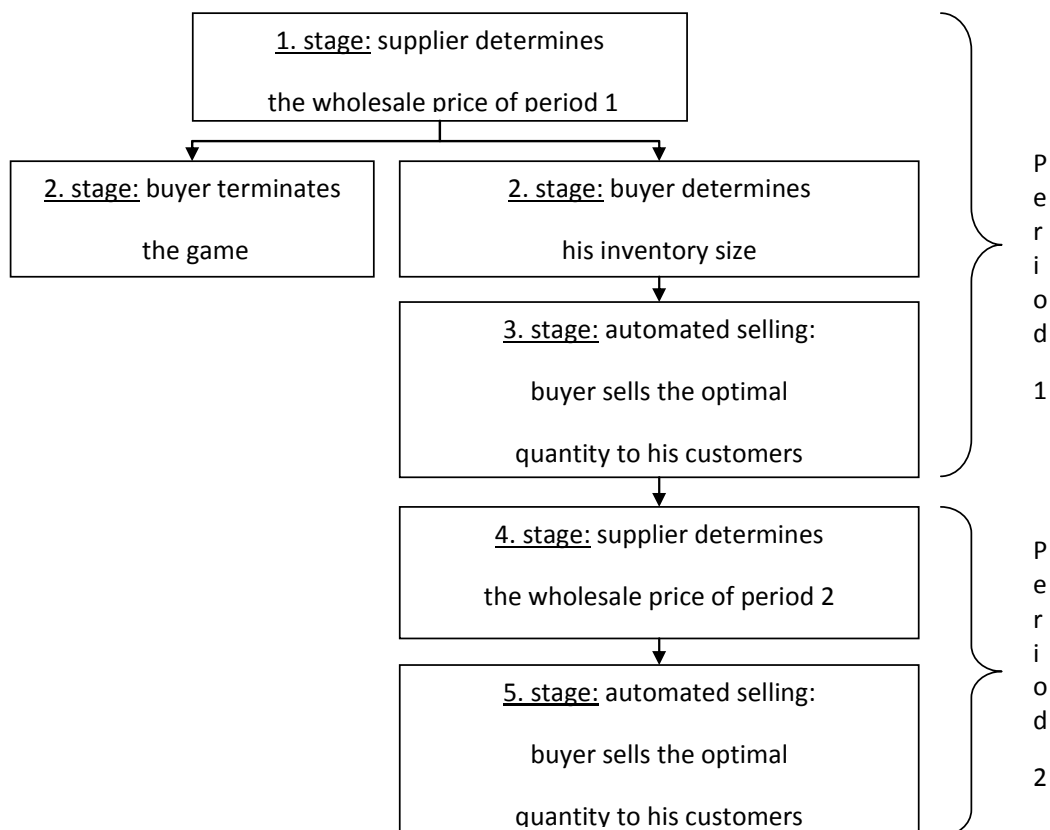 1. stage: supplier determines
the wholesale price of period 1
2. stage: buyer terminates
the game
2. stage: buyer determines
his inventory size
3. stage: automated selling:
buyer sells the optimal
quantity to his customers
P
e
r
i
o
d
1
4. stage: supplier determines
the wholesale price of period 2
5. stage: automated selling:
buyer sells the optimal
quantity to his customers
P
e
r
i
o
d
2